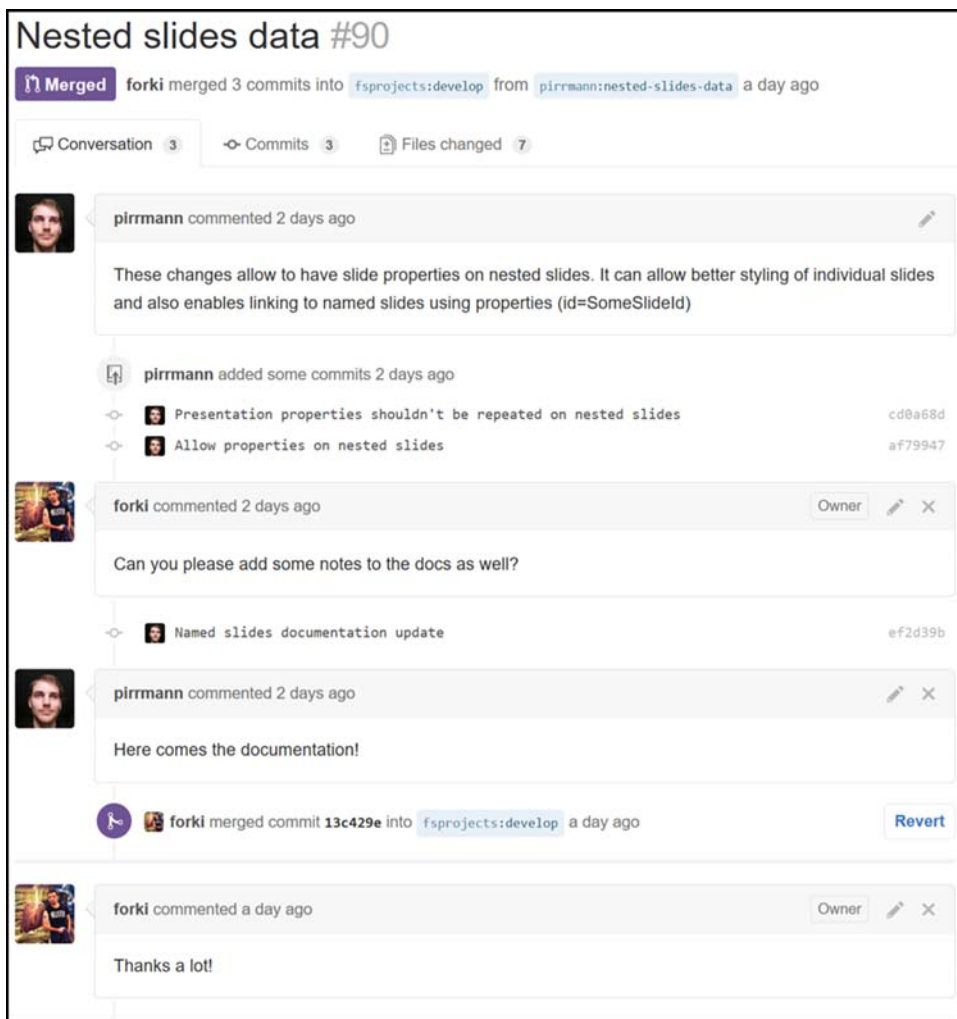 Nested slides data #90
Merged forki merged 3 commits into fsprojects:develop from pirrmann:nested-slides-data a day ago
Conversation 3 Commits 3 Files changed 7
pirrmann commented 2 days ago
These changes allow to have slide properties on nested slides. It can allow better styling of individual slides
and also enables linking to named slides using properties (id=SomeSlideId)
pirrmann added some commits 2 days ago
Presentation properties shouldn't be repeated on nested slides cd0a68d
Allow properties on nested slides af79947
forki commented 2 days ago Owner
Can you please add some notes to the docs as well?
Named slides documentation update ef2d39b
pirrmann commented 2 days ago
Here comes the documentation!
forki merged commit 13c429e into fsprojects:develop a day ago Revert
forki commented a day ago Owner
Thanks a lot!